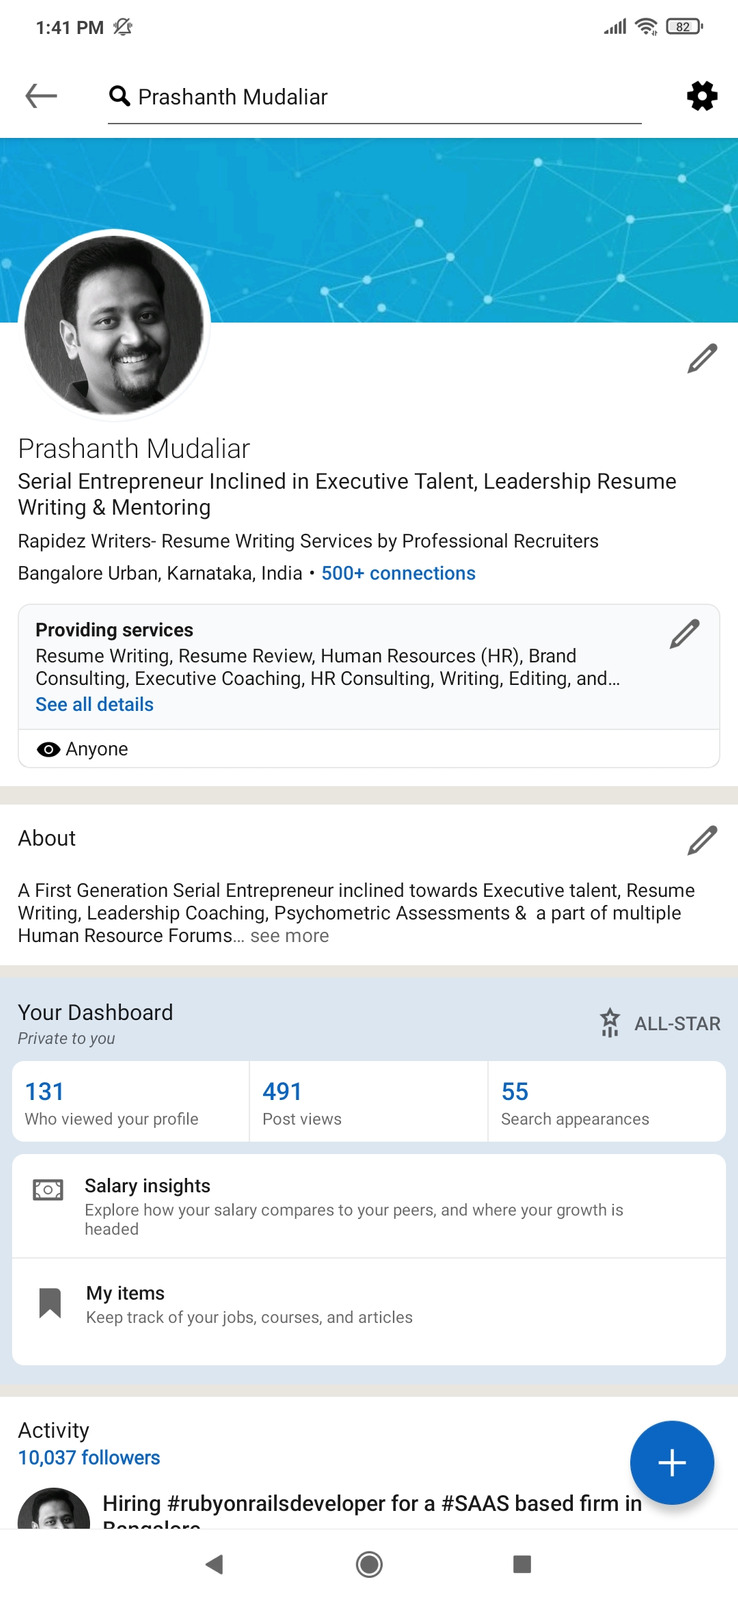 1:41 PM
82
Prashanth Mudaliar
Prashanth Mudaliar
Serial Entrepreneur Inclined in Executive Talent, Leadership Resume
Writing & Mentoring
Rapidez Writers- Resume Writing Services by Professional Recruiters
Bangalore Urban, Karnataka, India • 500+ connections
Providing services
Resume Writing, Resume Review, Human Resources (HR), Brand
Consulting, Executive Coaching, HR Consulting, Writing, Editing, and...
See all details
Anyone
About
A First Generation Serial Entrepreneur inclined towards Executive talent, Resume
Writing, Leadership Coaching, Psychometric Assessments &  a part of multiple
Human Resource Forums... see more
Your Dashboard
ALL-STAR
Private to you
131
491
55
Who viewed your profile
Post views
Search appearances
Salary insights
Explore how your salary compares to your peers, and where your growth is
headed
My items
Keep track of your jobs, courses, and articles
Activity
10,037 followers
Hiring #rubyonrailsdeveloper for a #SAAS based firm in
Bangalore